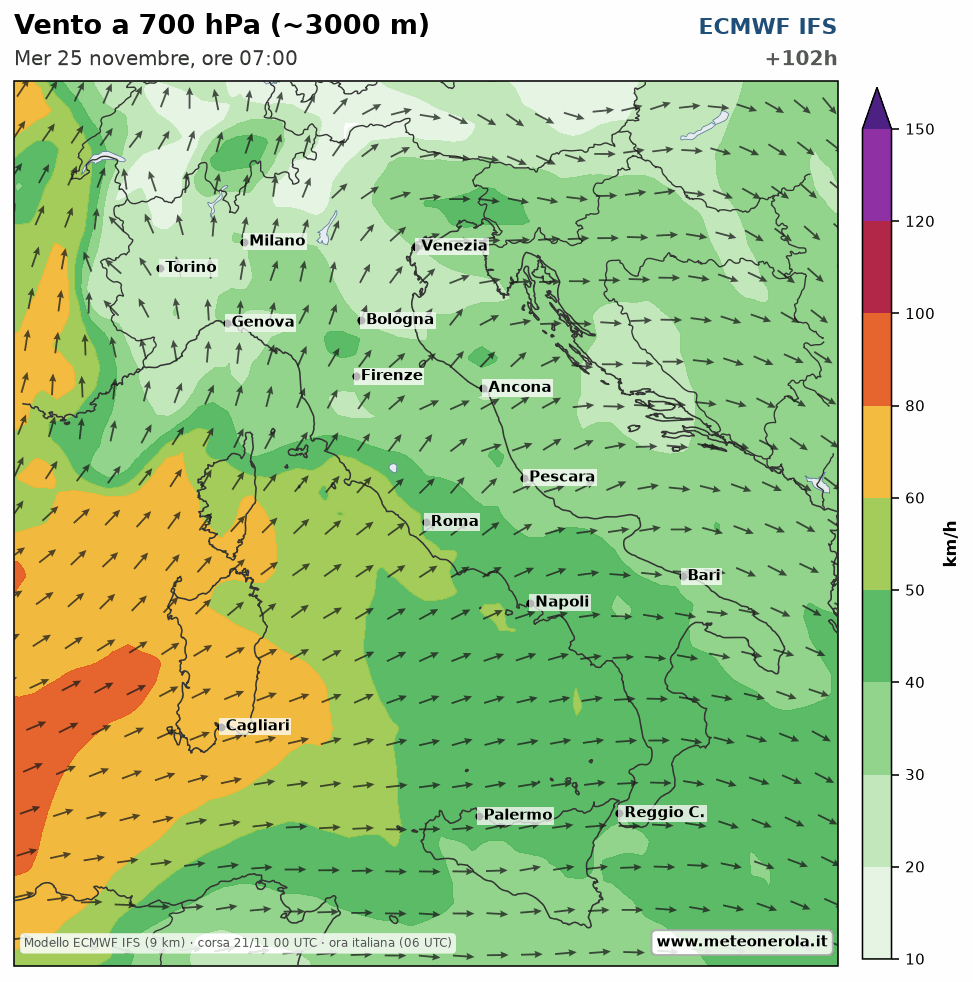 Vento a 700 hPa (~3000 m)
ECMWF IFS
Mer 25 novembre, ore 07:00
+102h
Milano
Venezia
Torino
Genova
Bologna
Firenze
Ancona
Pescara
Roma
Bari
Napoli
Cagliari
Palermo
Reggio C.
150
120
100
80
60
50
40
30
20
10
km/h
Modello ECMWF IFS (9 km) · corsa 21/11 00 UTC · ora italiana (06 UTC)
www.meteonerola.it